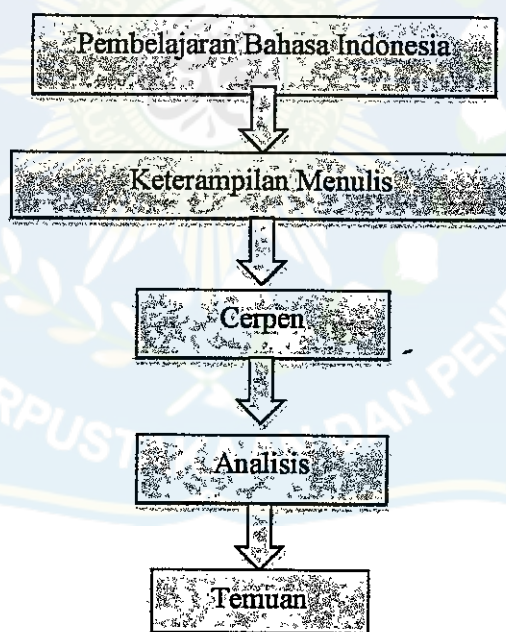 Pembelajaran Bahasa Indonesia
Keterampilan Menulis
Cerpen
Analisis
Temuan